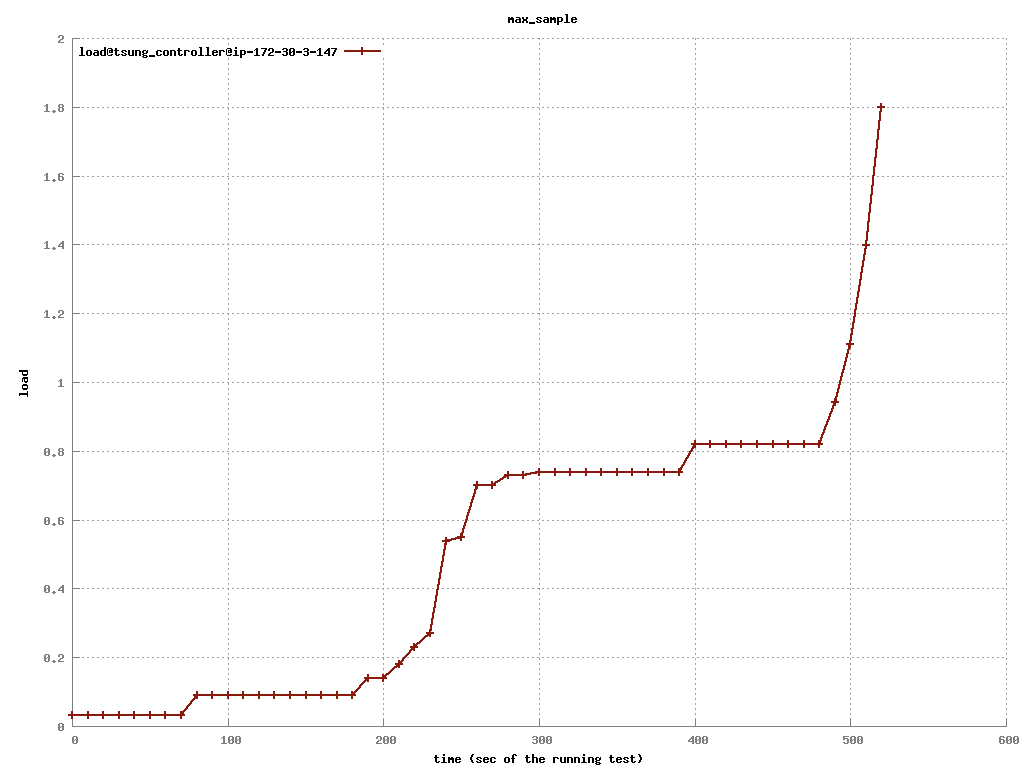 max_sample
load@tsung_controller@ip-172-30-3-147
2
1.8
1.6
1.4
1.2
1
0.8
0.6
0.4
0.2
0
load
0 100 200 300 400 500 600
time (sec of the running test)